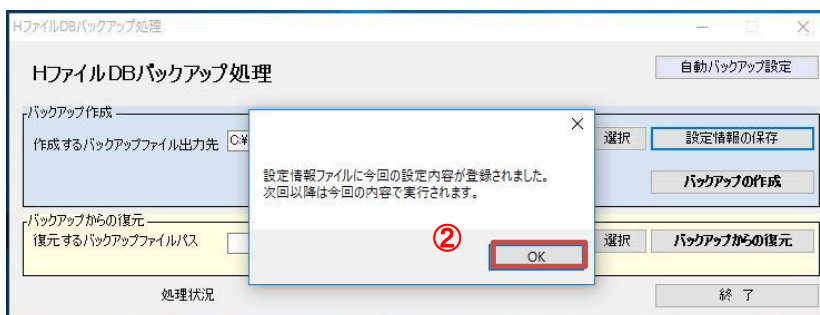 HファイルDBバックアップ処理
HファイルDBバックアップ処理
自動バックアップ設定
バックアップ作成
作成するバックアップファイル出力先 C:¥
選択
設定情報の保存
バックアップの作成
設定情報ファイルに今回の設定内容が登録されました。
次回以降は今回の内容で実行されます。
②
OK
バックアップからの復元
復元するバックアップファイルパス
選択
バックアップからの復元
処理状況
終 了